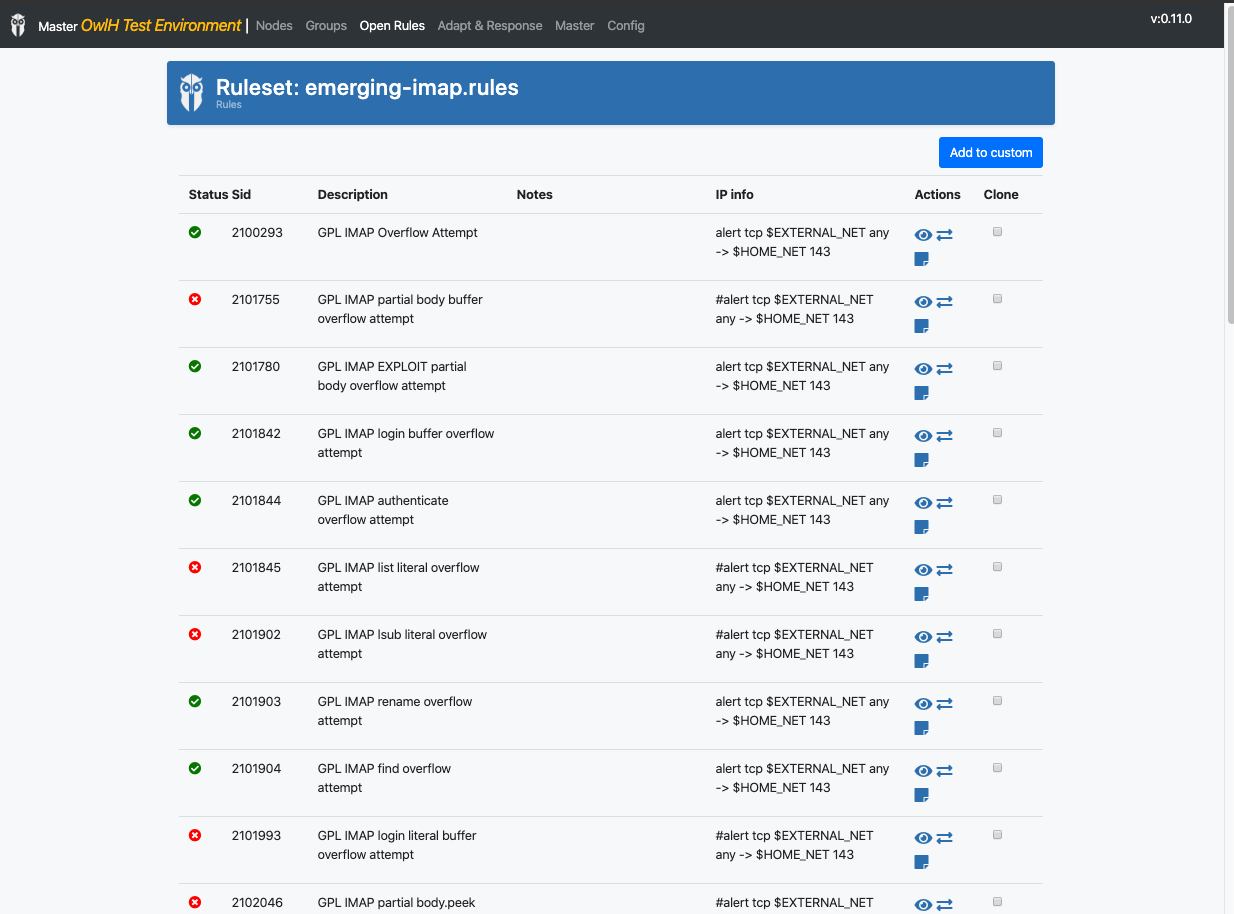 Master OwlH Test Environment | Nodes Groups Open Rules Adapt & Response Master Config v:0.11.0
Ruleset: emerging-imap.rules
Rules
Add to custom
Status Sid Description Notes IP info Actions Clone
2100293 GPL IMAP Overflow Attempt alert tcp $EXTERNAL_NET any
-> $HOME_NET 143
2101755 GPL IMAP partial body buffer #alert tcp $EXTERNAL_NET
overflow attempt any -> $HOME_NET 143
2101780 GPL IMAP EXPLOIT partial alert tcp $EXTERNAL_NET any
body overflow attempt -> $HOME_NET 143
2101842 GPL IMAP login buffer overflow alert tcp $EXTERNAL_NET any
attempt -> $HOME_NET 143
2101844 GPL IMAP authenticate alert tcp $EXTERNAL_NET any
overflow attempt -> $HOME_NET 143
2101845 GPL IMAP list literal overflow #alert tcp $EXTERNAL_NET
attempt any -> $HOME_NET 143
2101902 GPL IMAP lsub literal overflow #alert tcp $EXTERNAL_NET
attempt any -> $HOME_NET 143
2101903 GPL IMAP rename overflow alert tcp $EXTERNAL_NET any
attempt -> $HOME_NET 143
2101904 GPL IMAP find overflow alert tcp $EXTERNAL_NET any
attempt -> $HOME_NET 143
2101993 GPL IMAP login literal buffer #alert tcp $EXTERNAL_NET
overflow attempt any -> $HOME_NET 143
2102046 GPL IMAP partial body.peek #alert tcp $EXTERNAL_NET